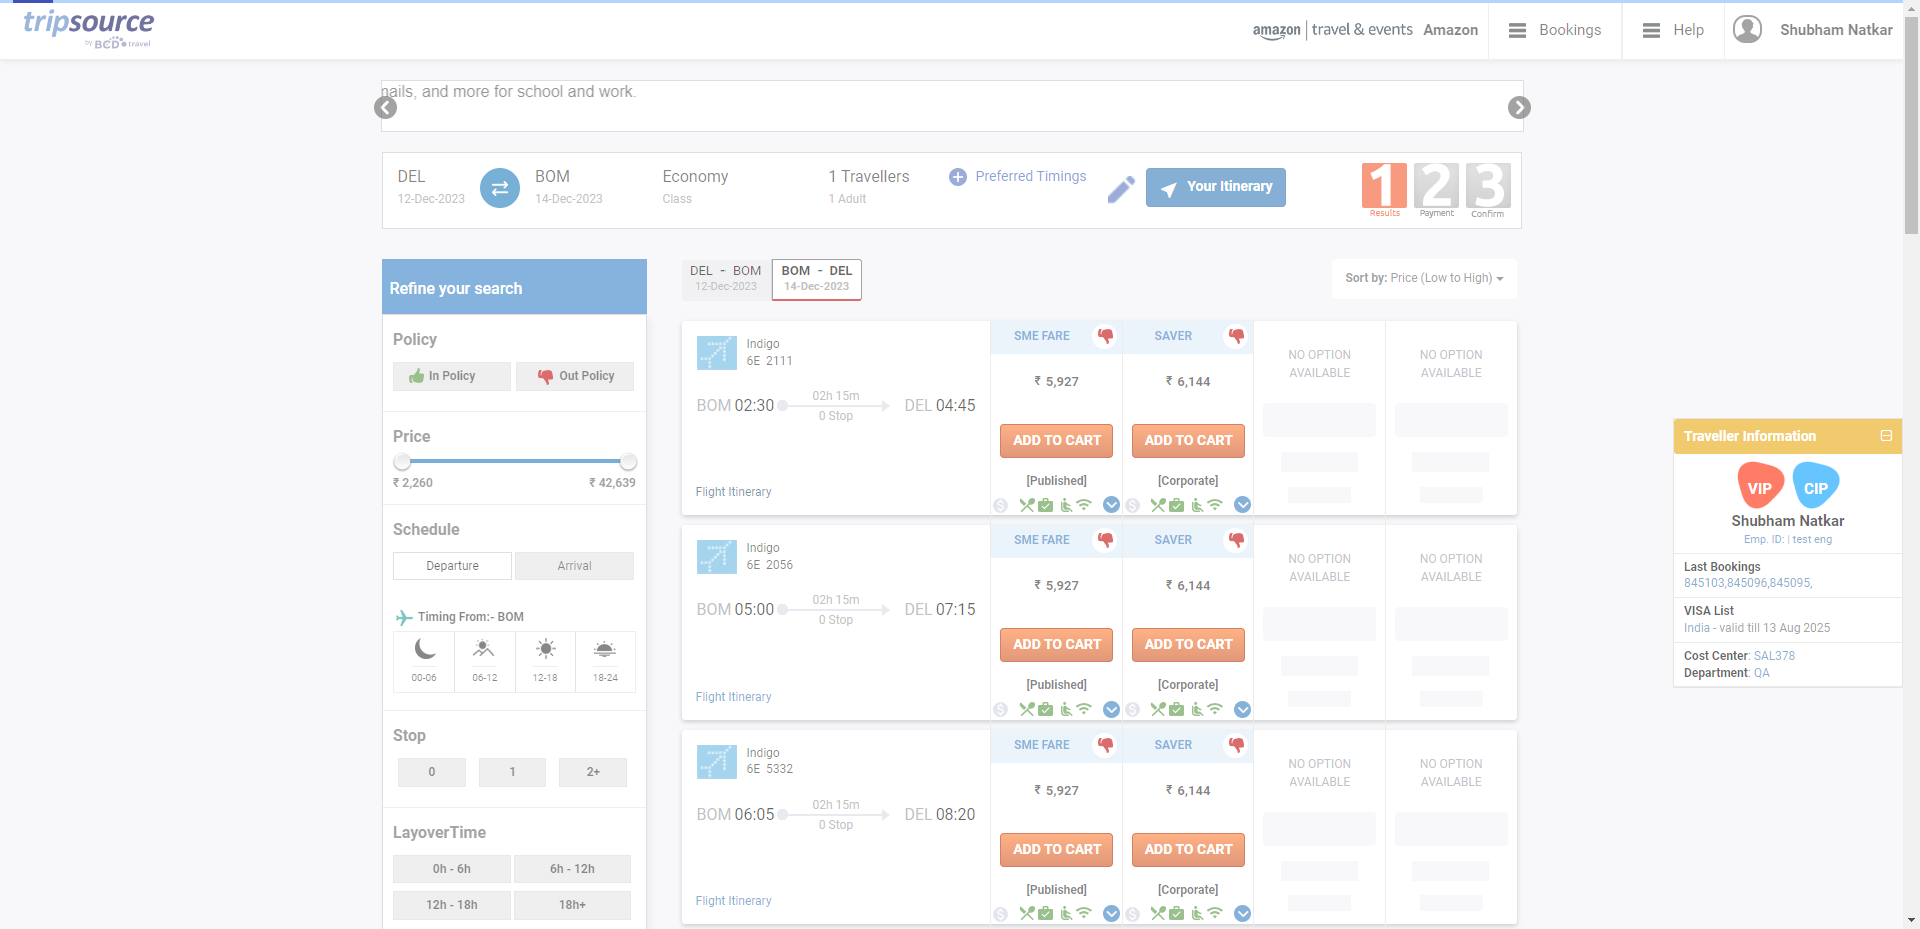 tripsource
by BCD travel
amazon travel & events Amazon
Bookings
Help
Shubham Natkar
nails, and more for school and work.
DEL
12-Dec-2023
BOM
14-Dec-2023
Economy
Class
1 Travellers
1 Adult
Preferred Timings
Your Itinerary
1 Results
2 Payment
3 Confirm
Refine your search
Policy
In Policy
Out Policy
Price
₹ 2,260
₹ 42,639
Schedule
Departure
Arrival
Timing From:- BOM
00-06
06-12
12-18
18-24
Stop
0
1
2+
LayoverTime
0h - 6h
6h - 12h
12h - 18h
18h+
DEL - BOM
12-Dec-2023
BOM - DEL
14-Dec-2023
Sort by: Price (Low to High)
Indigo
6E 2111
BOM 02:30
02h 15m
0 Stop
DEL 04:45
Flight Itinerary
SME FARE
₹ 5,927
ADD TO CART
[Published]
SAVER
₹ 6,144
ADD TO CART
[Corporate]
NO OPTION
AVAILABLE
NO OPTION
AVAILABLE
Indigo
6E 2056
BOM 05:00
02h 15m
0 Stop
DEL 07:15
Flight Itinerary
SME FARE
₹ 5,927
ADD TO CART
[Published]
SAVER
₹ 6,144
ADD TO CART
[Corporate]
NO OPTION
AVAILABLE
NO OPTION
AVAILABLE
Indigo
6E 5332
BOM 06:05
02h 15m
0 Stop
DEL 08:20
Flight Itinerary
SME FARE
₹ 5,927
ADD TO CART
[Published]
SAVER
₹ 6,144
ADD TO CART
[Corporate]
NO OPTION
AVAILABLE
NO OPTION
AVAILABLE
Traveller Information
VIP
CIP
Shubham Natkar
Emp. ID: | test eng
Last Bookings
845103,845096,845095,
VISA List
India - valid till 13 Aug 2025
Cost Center: SAL378
Department: QA